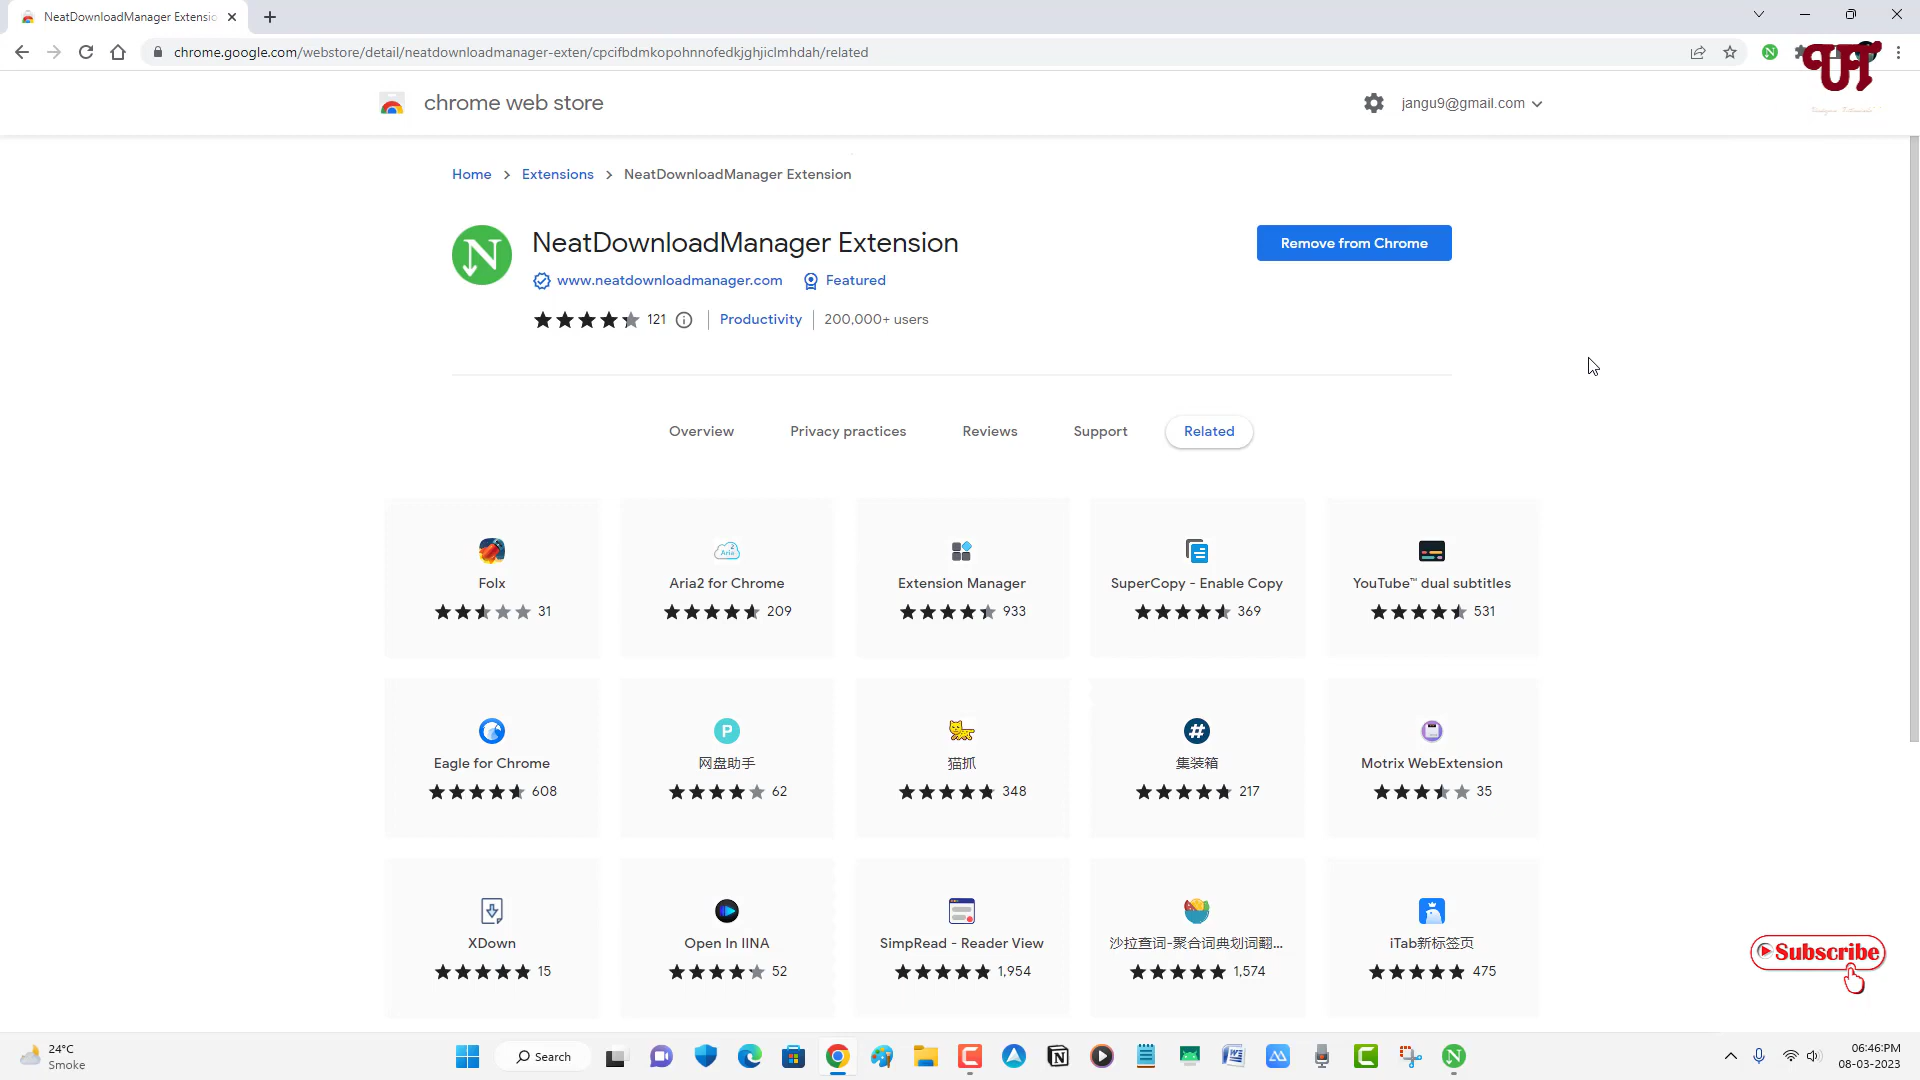 NeatDownloadManager Extensio
chrome.google.com/webstore/detail/neatdownloadmanager-exten/cpcifbdmkopohnnofedkjghjiclmhdah/related
chrome web store
jangu9@gmail.com
Home > Extensions > NeatDownloadManager Extension
NeatDownloadManager Extension
Remove from Chrome
www.neatdownloadmanager.com Featured
121 Productivity 200,000+ users
Overview Privacy practices Reviews Support Related
Folx Aria2 for Chrome Extension Manager SuperCopy - Enable Copy YouTube™ dual subtitles
31 209 933 369 531
Eagle for Chrome 网盘助手 猫抓 集装箱 Motrix WebExtension
608 62 348 217 35
XDown Open In IINA SimpRead - Reader View 沙拉查词-聚合词典划词翻... iTab新标签页
15 52 1,954 1,574 475
Subscribe
24°C
Smoke
Search
06:46:PM
08-03-2023